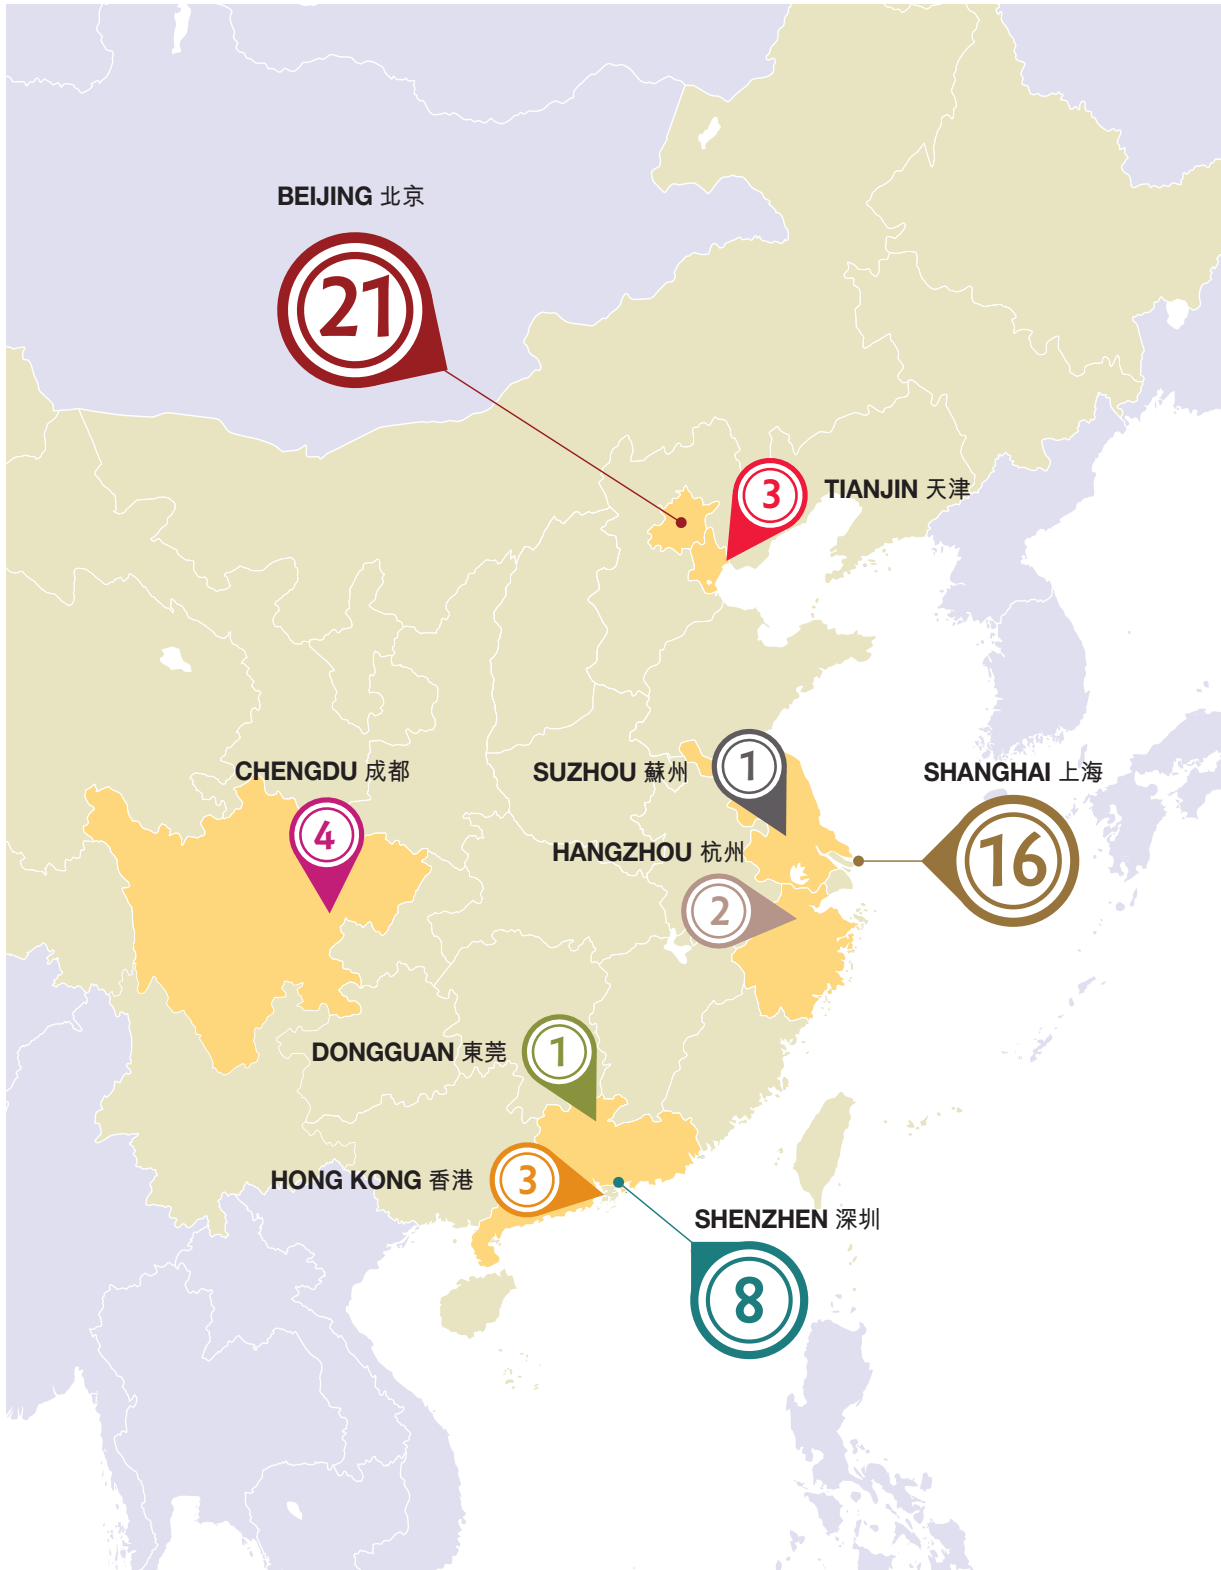 BEIJING 北京
21
3
TIANJIN 天津
CHENGDU 成都
4
SUZHOU 蘇州
1
SHANGHAI 上海
16
HANGZHOU 杭州
2
DONGGUAN 東莞
1
HONG KONG 香港
3
SHENZHEN 深圳
8